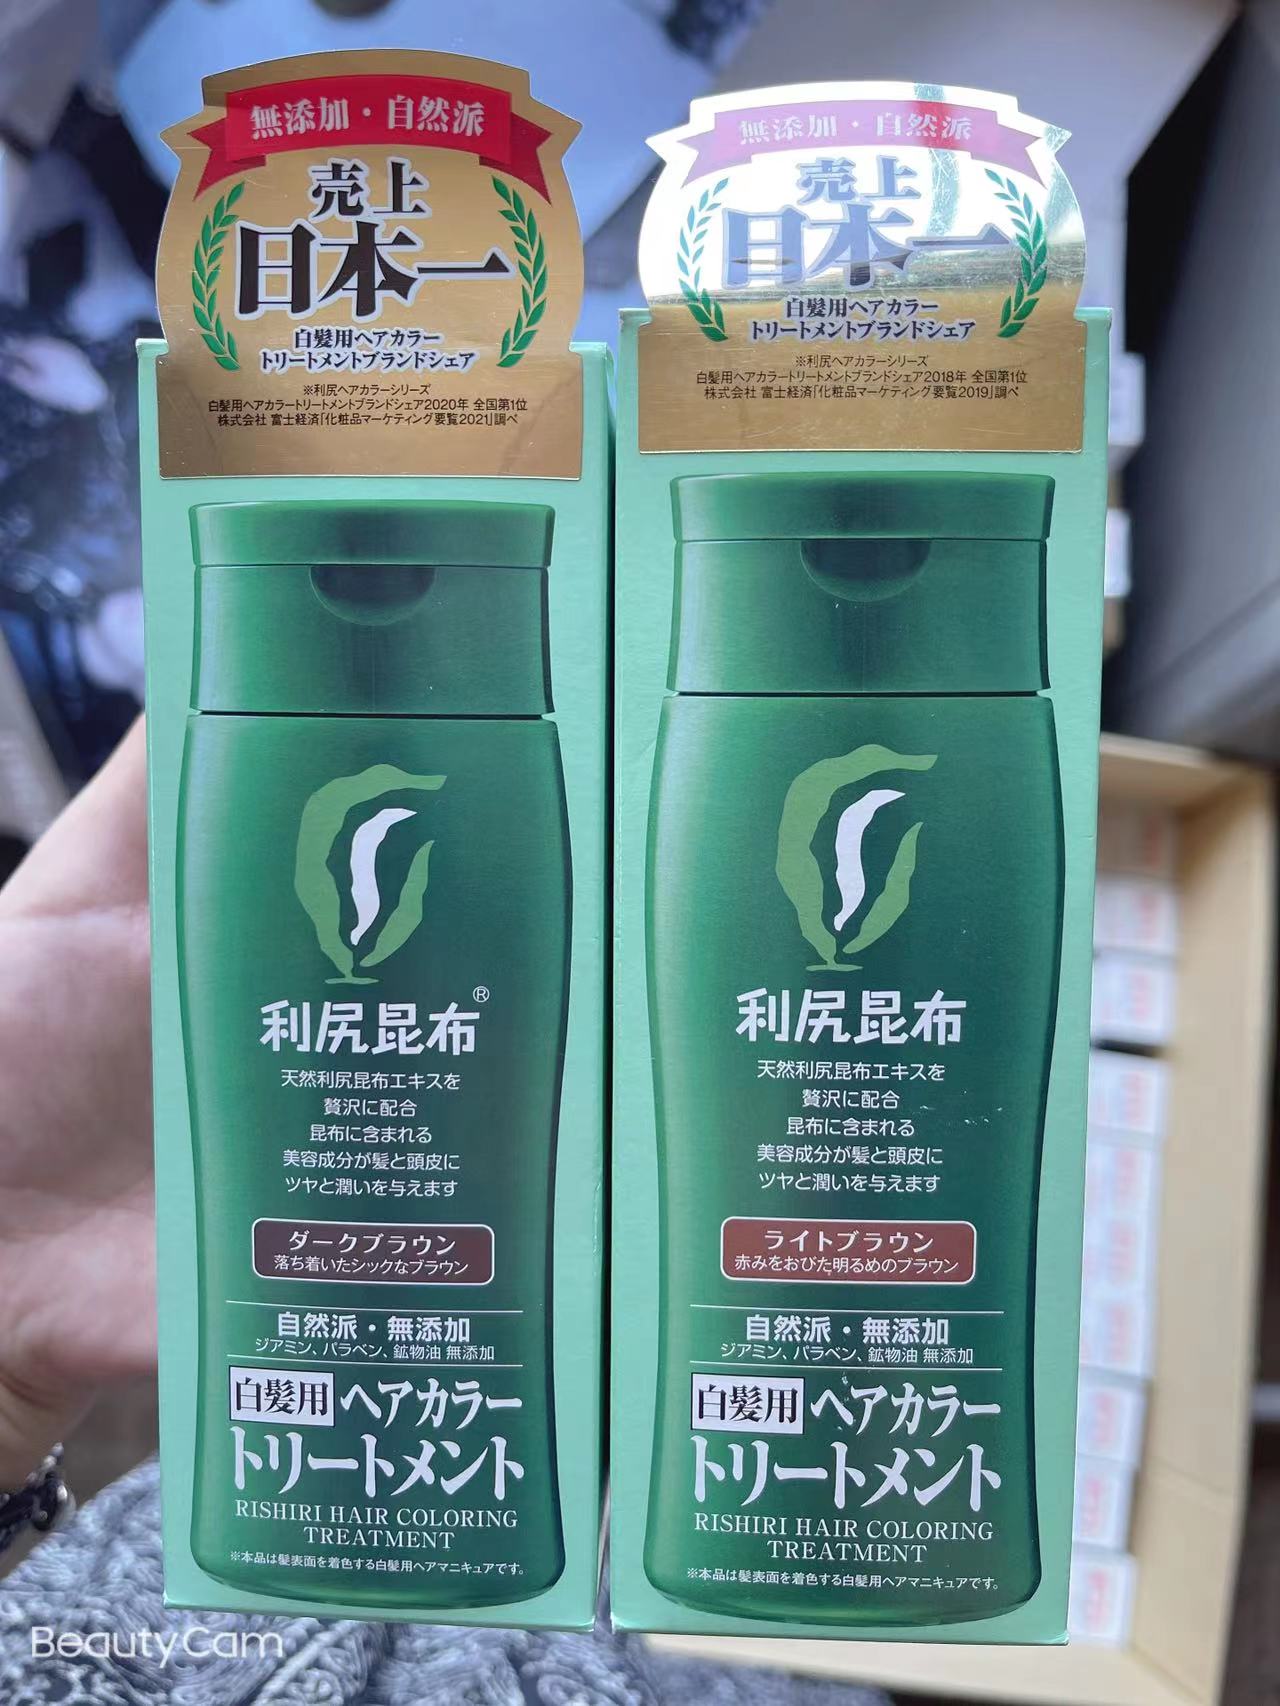 無添加・自然派
売上
日本一
白髪用ヘアカラー
トリートメントブランドシェア
※利尻ヘアカラーシリーズ
白髪用ヘアカラートリートメントブランドシェア2020年 全国第1位
株式会社 富士経済「化粧品マーケティング要覧2021」調べ
利尻昆布®
天然利尻昆布エキスを
贅沢に配合
昆布に含まれる
美容成分が髪と頭皮に
ツヤと潤いを与えます
ダークブラウン
落ち着いたシックなブラウン
自然派・無添加
ジアミン、パラベン、鉱物油 無添加
白髪用 ヘアカラー
トリートメント
RISHIRI HAIR COLORING
TREATMENT
※本品は髪表面を着色する白髪用ヘアマニキュアです。
無添加・自然派
売上
日本一
白髪用ヘアカラー
トリートメントブランドシェア
※利尻ヘアカラーシリーズ
白髪用ヘアカラートリートメントブランドシェア2018年 全国第1位
株式会社 富士経済「化粧品マーケティング要覧2019」調べ
利尻昆布
天然利尻昆布エキスを
贅沢に配合
昆布に含まれる
美容成分が髪と頭皮に
ツヤと潤いを与えます
ライトブラウン
赤みをおびた明るめのブラウン
自然派・無添加
ジアミン、パラベン、鉱物油 無添加
白髪用 ヘアカラー
トリートメント
RISHIRI HAIR COLORING
TREATMENT
※本品は髪表面を着色する白髪用ヘアマニキュアです。
BeautyCam